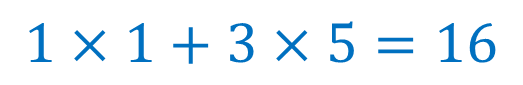 1 × 1 + 3 × 5 = 16